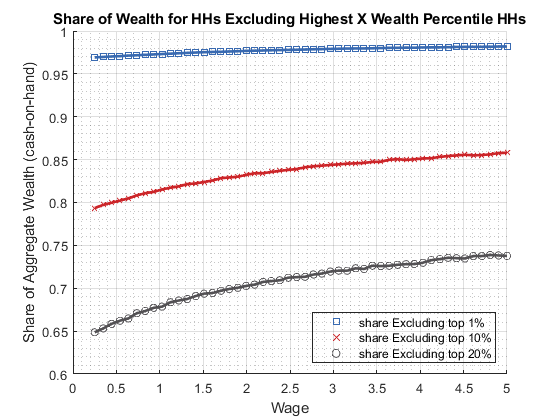 Share of Wealth for HHs Excluding Highest X Wealth Percentile HHs
1
0.95
0.9
0.85
0.8
0.75
0.7
0.65
0.6
Share of Aggregate Wealth (cash-on-hand)
share Excluding top 1%
share Excluding top 10%
share Excluding top 20%
0 0.5 1 1.5 2 2.5 3 3.5 4 4.5 5
Wage